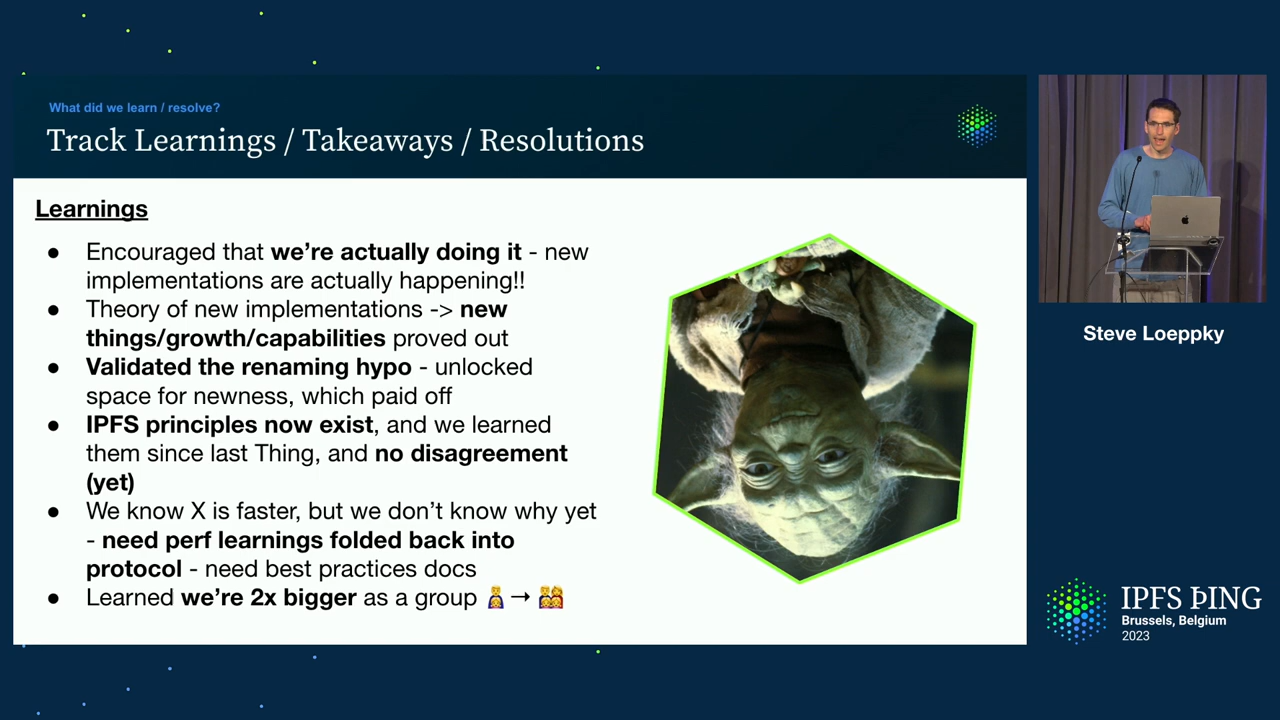 What did we learn / resolve?
Track Learnings / Takeaways / Resolutions
Learnings
● Encouraged that we’re actually doing it - new
implementations are actually happening!!
● Theory of new implementations -> new
things/growth/capabilities proved out
● Validated the renaming hypo - unlocked
space for newness, which paid off
● IPFS principles now exist, and we learned
them since last Thing, and no disagreement
(yet)
● We know X is faster, but we don’t know why yet
- need perf learnings folded back into
protocol - need best practices docs
● Learned we’re 2x bigger as a group → 
Steve Loeppky
IPFS ÞING
Brussels, Belgium
2023